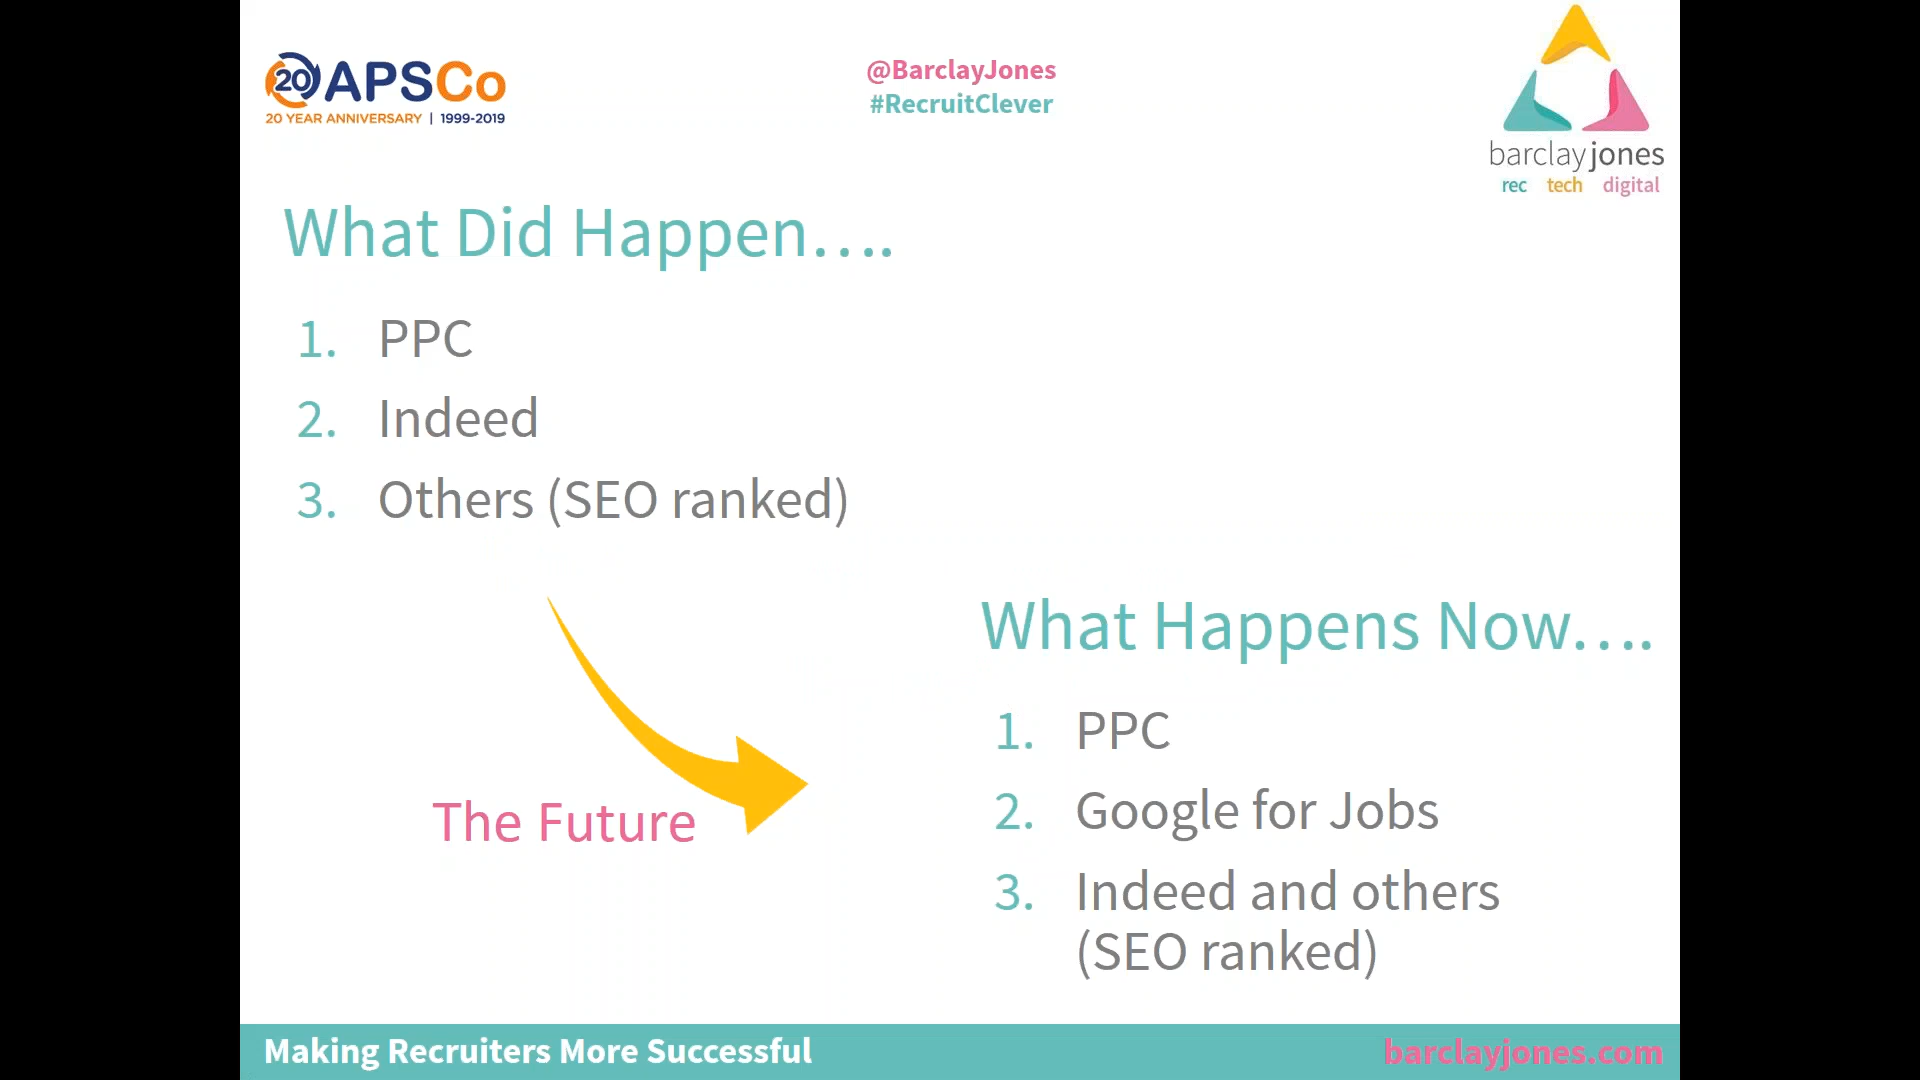 20 APSCo
20 YEAR ANNIVERSARY | 1999-2019
@BarclayJones
#RecruitClever
barclayjones
rec tech digital
What Did Happen....
1. PPC
2. Indeed
3. Others (SEO ranked)
The Future
What Happens Now....
1. PPC
2. Google for Jobs
3. Indeed and others
(SEO ranked)
Making Recruiters More Successful
barclayjones.com